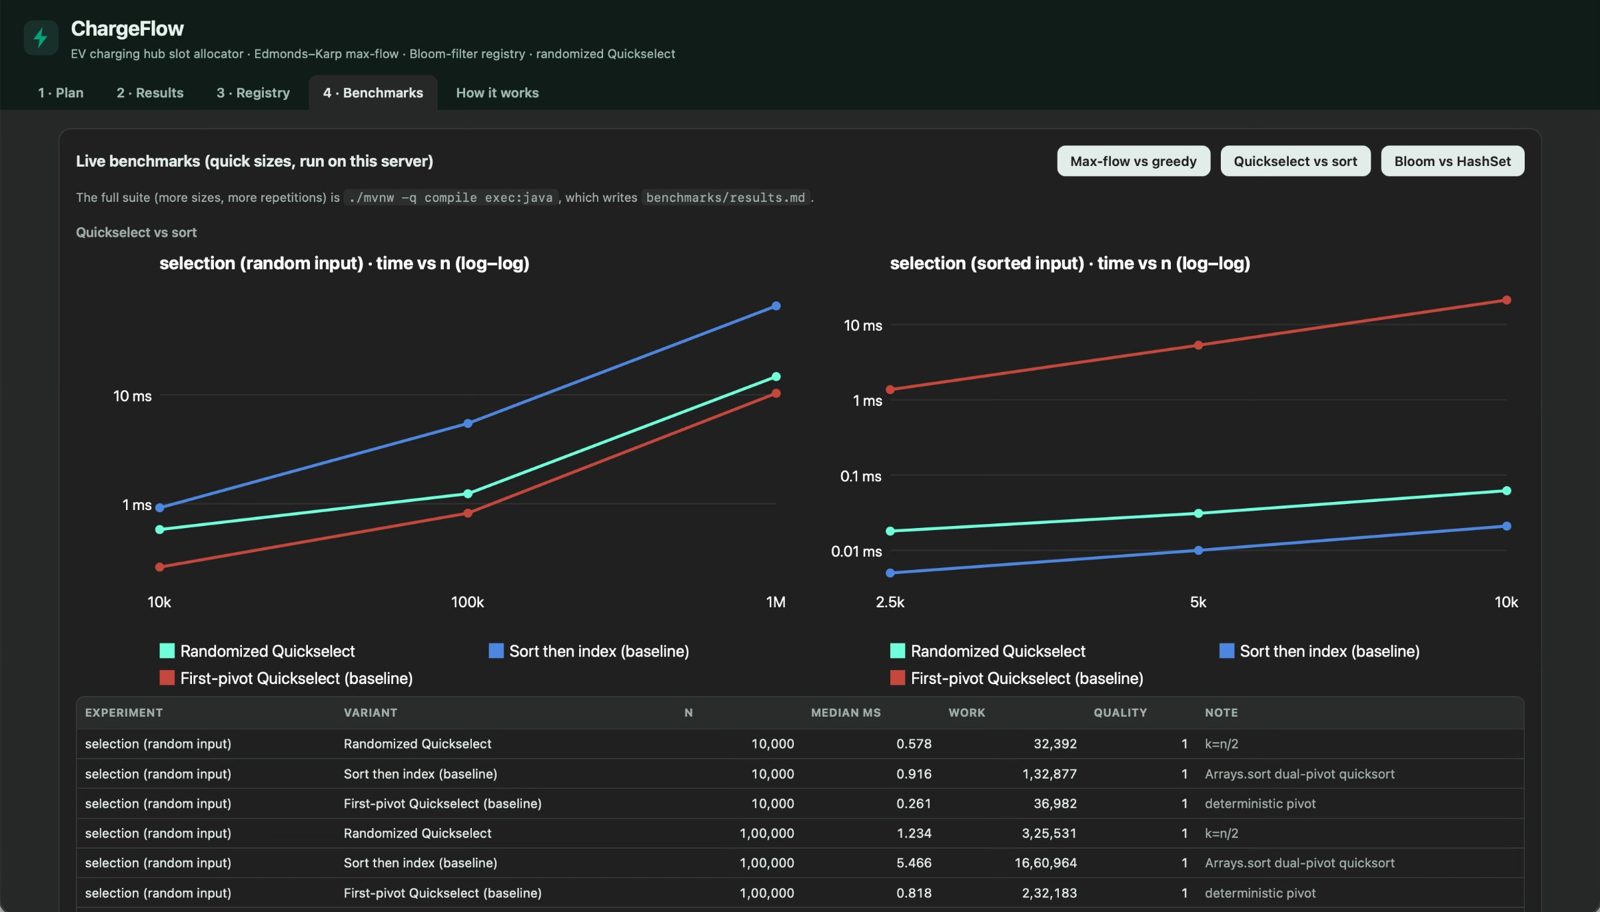 ChargeFlow
EV charging hub slot allocator · Edmonds–Karp max-flow · Bloom-filter registry · randomized Quickselect
1 · Plan 2 · Results 3 · Registry 4 · Benchmarks How it works
Live benchmarks (quick sizes, run on this server)
Max-flow vs greedy Quickselect vs sort Bloom vs HashSet
The full suite (more sizes, more repetitions) is ./mvnw -q compile exec:java, which writes benchmarks/results.md.
Quickselect vs sort
selection (random input) · time vs n (log–log)
10 ms
1 ms
10k 100k 1M
Randomized Quickselect Sort then index (baseline)
First-pivot Quickselect (baseline)
selection (sorted input) · time vs n (log–log)
10 ms
1 ms
0.1 ms
0.01 ms
2.5k 5k 10k
Randomized Quickselect Sort then index (baseline)
First-pivot Quickselect (baseline)
EXPERIMENT VARIANT N MEDIAN MS WORK QUALITY NOTE
selection (random input) Randomized Quickselect 10,000 0.578 32,392 1 k=n/2
selection (random input) Sort then index (baseline) 10,000 0.916 1,32,877 1 Arrays.sort dual-pivot quicksort
selection (random input) First-pivot Quickselect (baseline) 10,000 0.261 36,982 1 deterministic pivot
selection (random input) Randomized Quickselect 1,00,000 1.234 3,25,531 1 k=n/2
selection (random input) Sort then index (baseline) 1,00,000 5.466 16,60,964 1 Arrays.sort dual-pivot quicksort
selection (random input) First-pivot Quickselect (baseline) 1,00,000 0.818 2,32,183 1 deterministic pivot